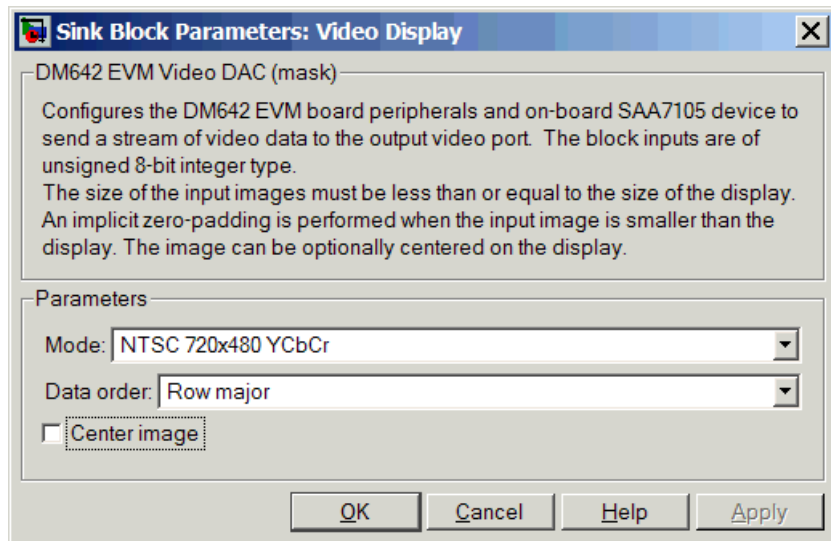 Sink Block Parameters: Video Display
DM642 EVM Video DAC (mask)
Configures the DM642 EVM board peripherals and on-board SAA7105 device to
send a stream of video data to the output video port. The block inputs are of
unsigned 8-bit integer type.
The size of the input images must be less than or equal to the size of the display.
An implicit zero-padding is performed when the input image is smaller than the
display. The image can be optionally centered on the display.
Parameters
Mode: NTSC 720x480 YCbCr
Data order: Row major
Center image
OK Cancel Help Apply